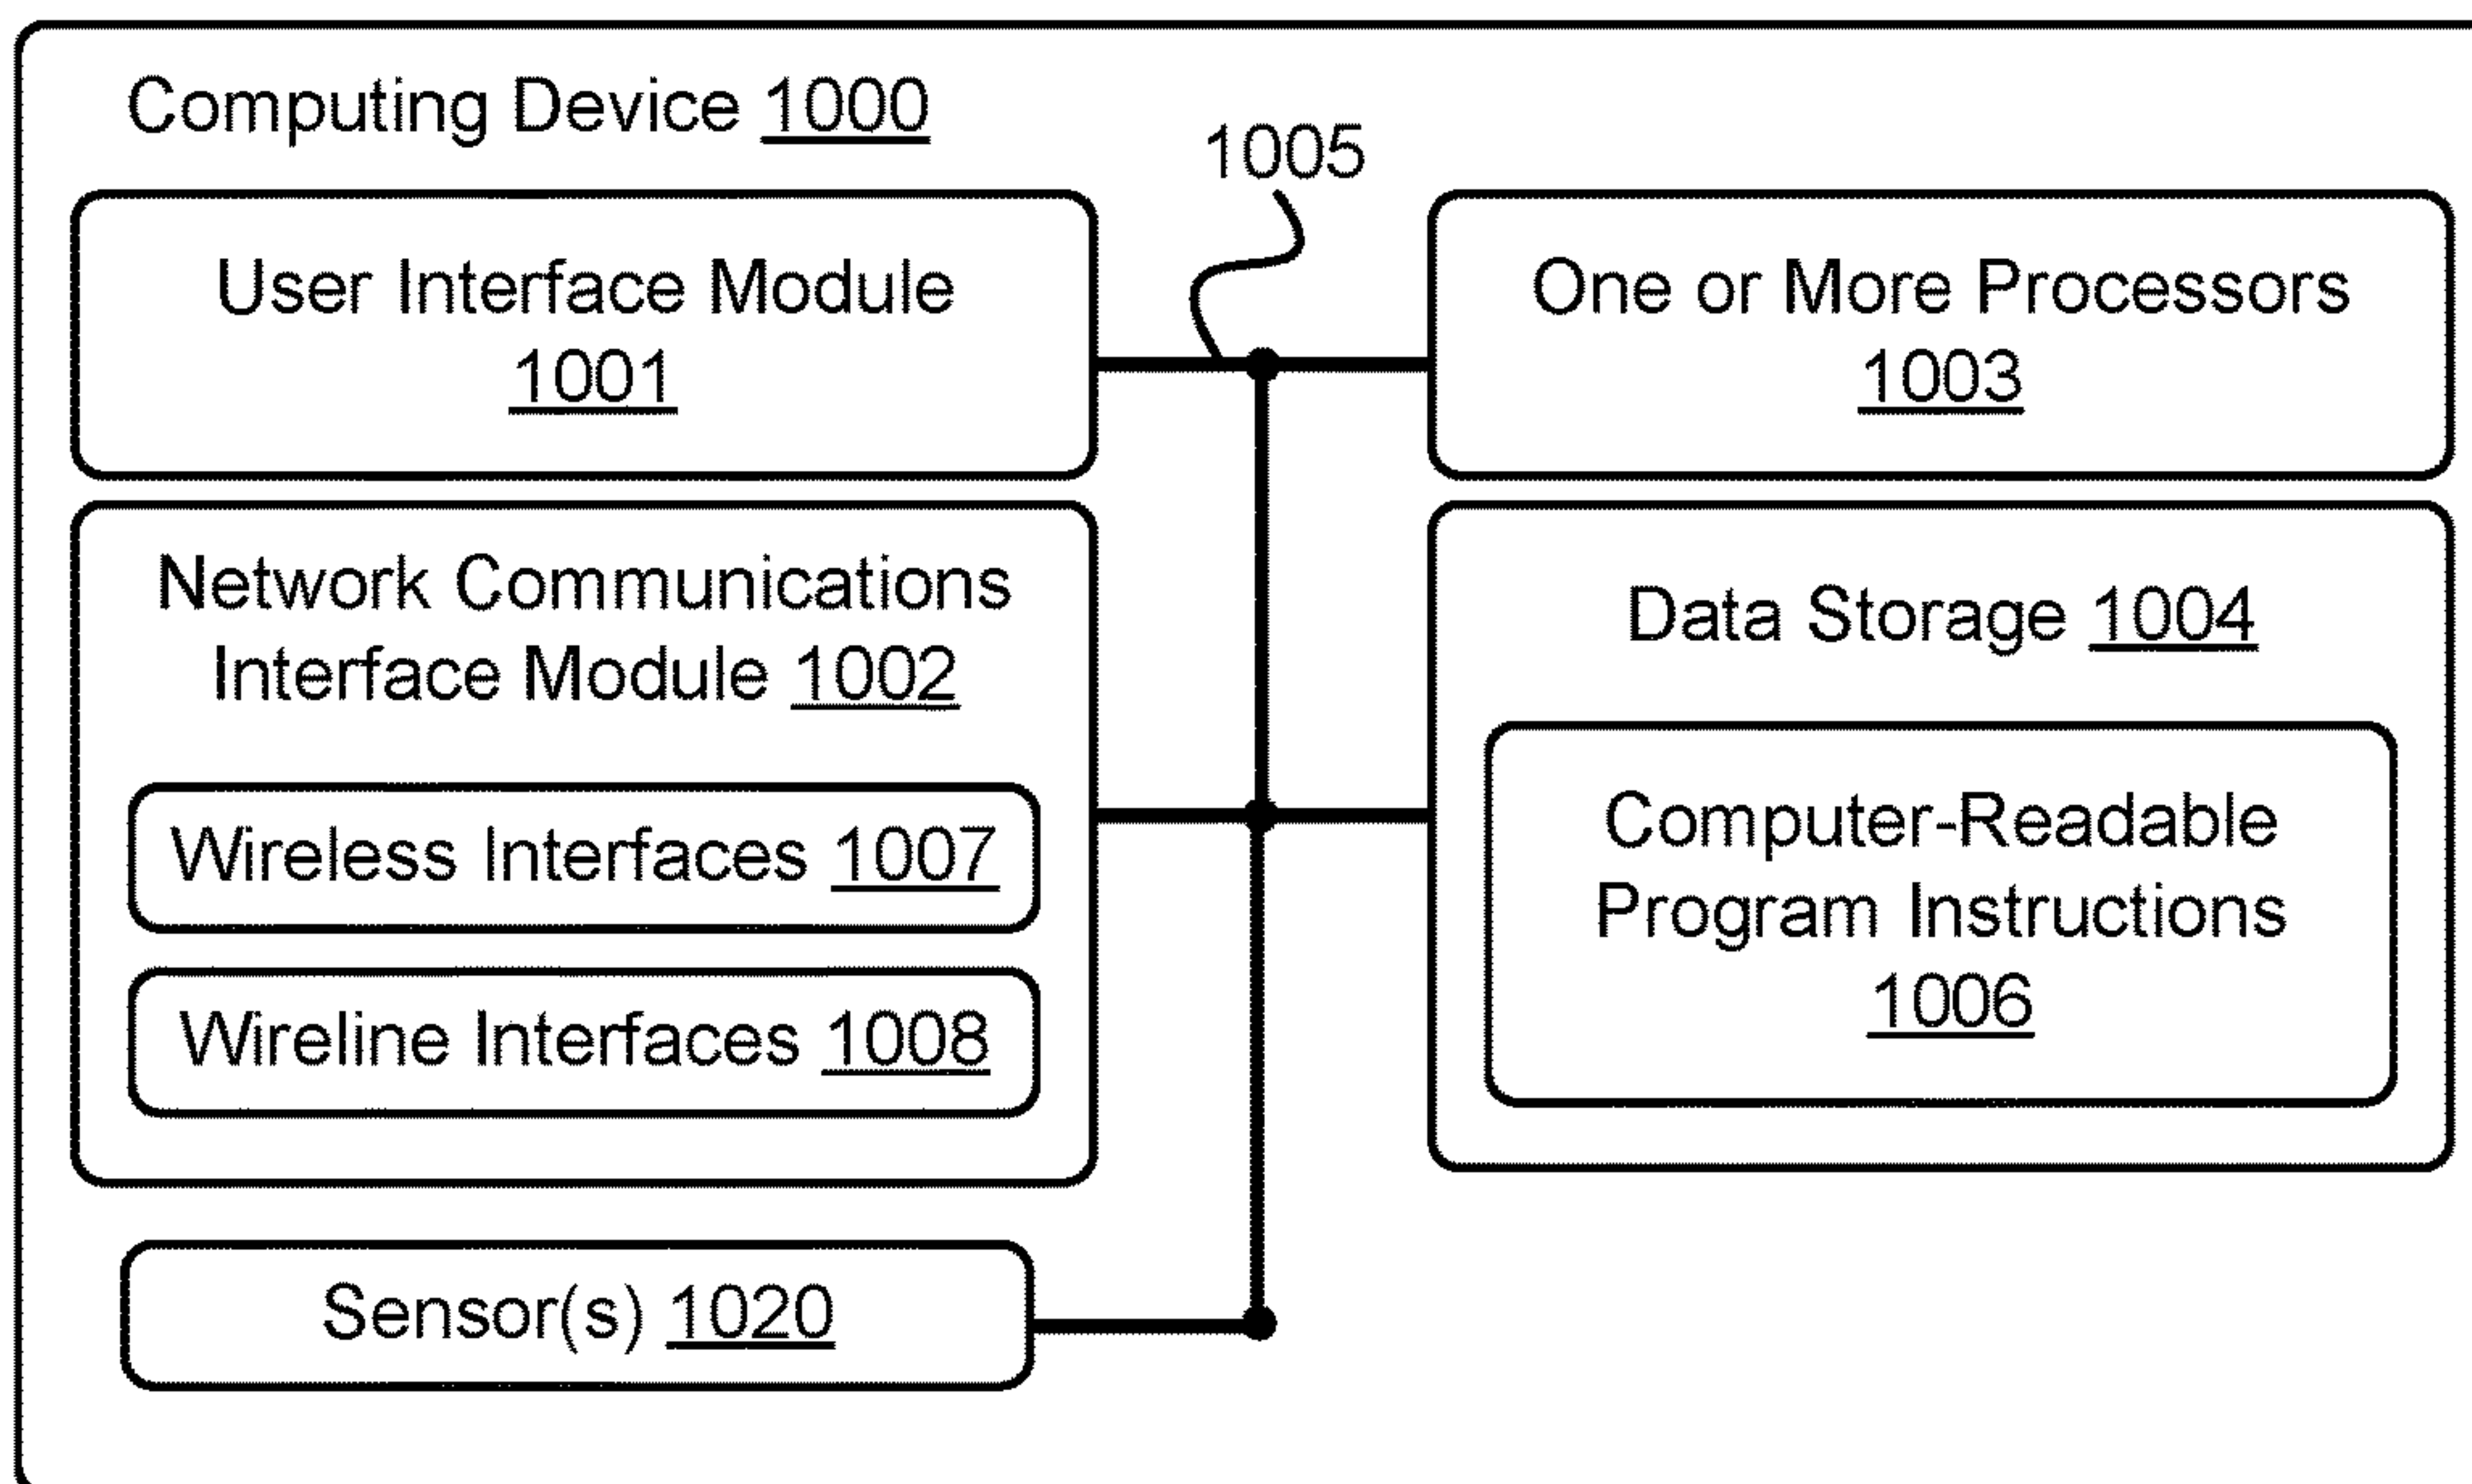 Computing Device 1000
1005
User Interface Module
1001
One or More Processors
1003
Network Communications
Interface Module 1002
Wireless Interfaces 1007
Wireline Interfaces 1008
Data Storage 1004
Computer-Readable
Program Instructions
1006
Sensor(s) 1020